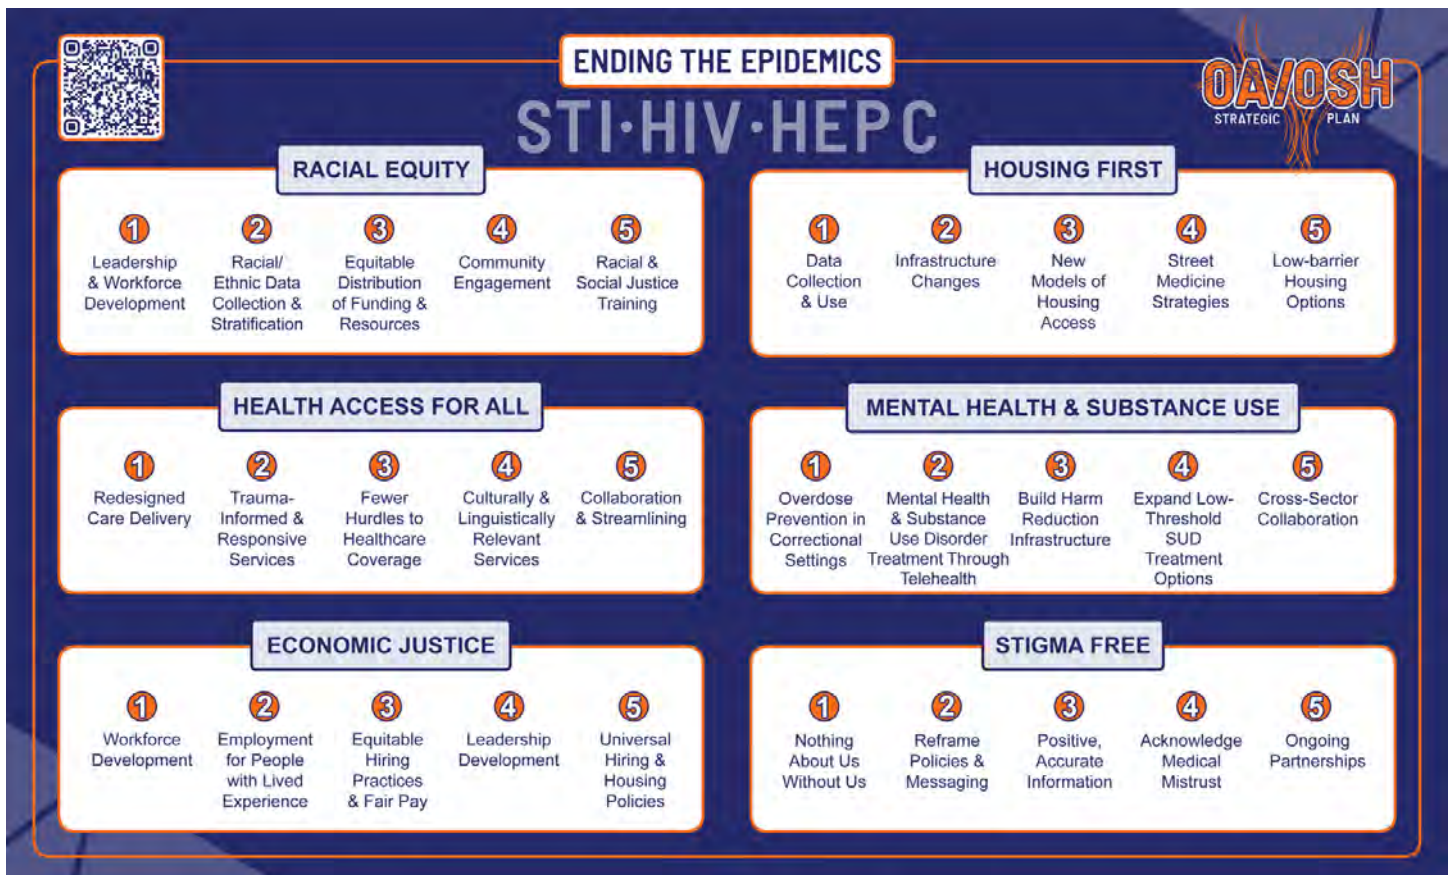 ENDING THE EPIDEMICS
STI·HIV·HEPC
OA/OSH
STRATEGIC PLAN
RACIAL EQUITY
1
Leadership
& Workforce
Development
2
Racial/
Ethnic Data
Collection &
Stratification
3
Equitable
Distribution
of Funding &
Resources
4
Community
Engagement
5
Racial &
Social Justice
Training
HOUSING FIRST
1
Data
Collection
& Use
2
Infrastructure
Changes
3
New
Models of
Housing
Access
4
Street
Medicine
Strategies
5
Low-barrier
Housing
Options
HEALTH ACCESS FOR ALL
1
Redesigned
Care Delivery
2
Trauma-
Informed &
Responsive
Services
3
Fewer
Hurdles to
Healthcare
Coverage
4
Culturally &
Linguistically
Relevant
Services
5
Collaboration
& Streamlining
MENTAL HEALTH & SUBSTANCE USE
1
Overdose
Prevention in
Correctional
Settings
2
Mental Health
& Substance
Use Disorder
Treatment Through
Telehealth
3
Build Harm
Reduction
Infrastructure
4
Expand Low-
Threshold
SUD
Treatment
Options
5
Cross-Sector
Collaboration
ECONOMIC JUSTICE
1
Workforce
Development
2
Employment
for People
with Lived
Experience
3
Equitable
Hiring
Practices
& Fair Pay
4
Leadership
Development
5
Universal
Hiring &
Housing
Policies
STIGMA FREE
1
Nothing
About Us
Without Us
2
Reframe
Policies &
Messaging
3
Positive,
Accurate
Information
4
Acknowledge
Medical
Mistrust
5
Ongoing
Partnerships